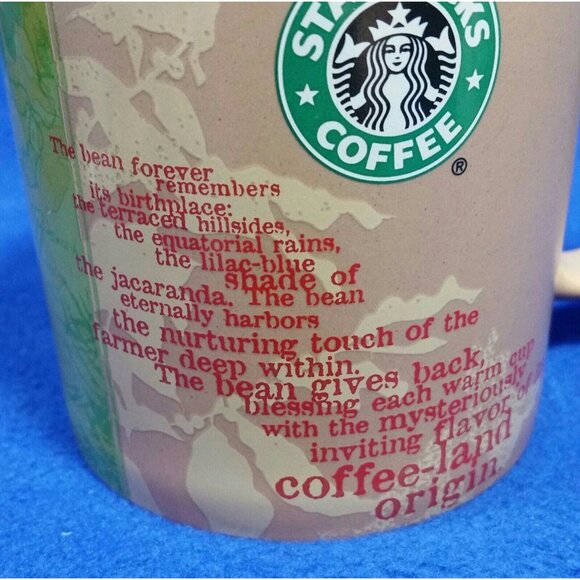 STARBUCKS
COFFEE
®
The bean forever
remembers
its birthplace:
the terraced hillsides,
the equatorial rains,
the lilac-blue
shade of
the jacaranda. The bean
eternally harbors
the nurturing touch of the
farmer deep within.
The bean gives back,
blessing each warm cup
with the mysteriously
inviting flavor of
coffee-land
origin.